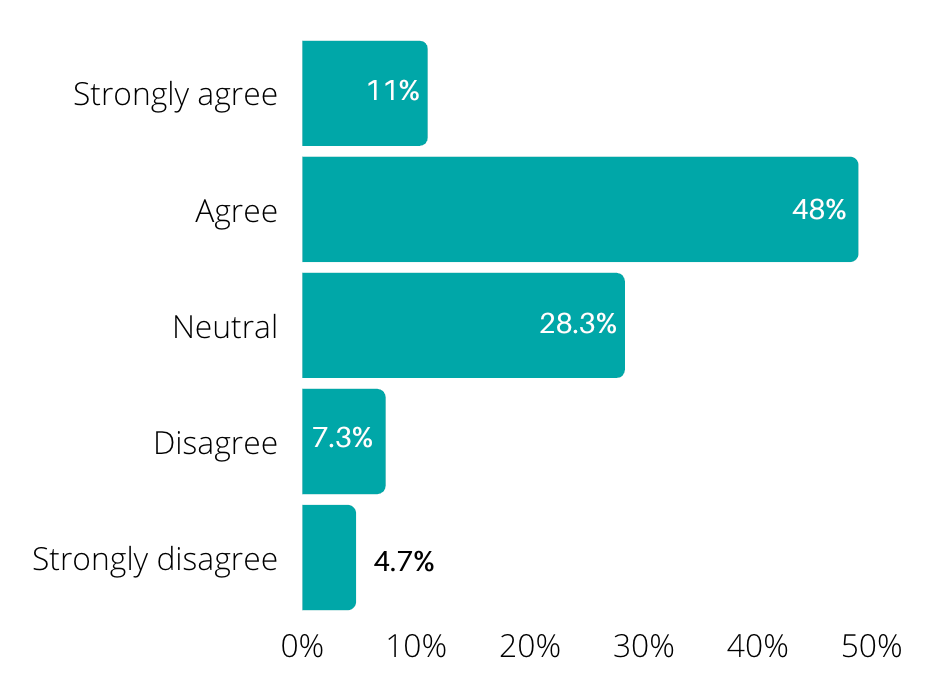 Strongly agree 11%
Agree 48%
Neutral 28.3%
Disagree 7.3%
Strongly disagree 4.7%
0% 10% 20% 30% 40% 50%